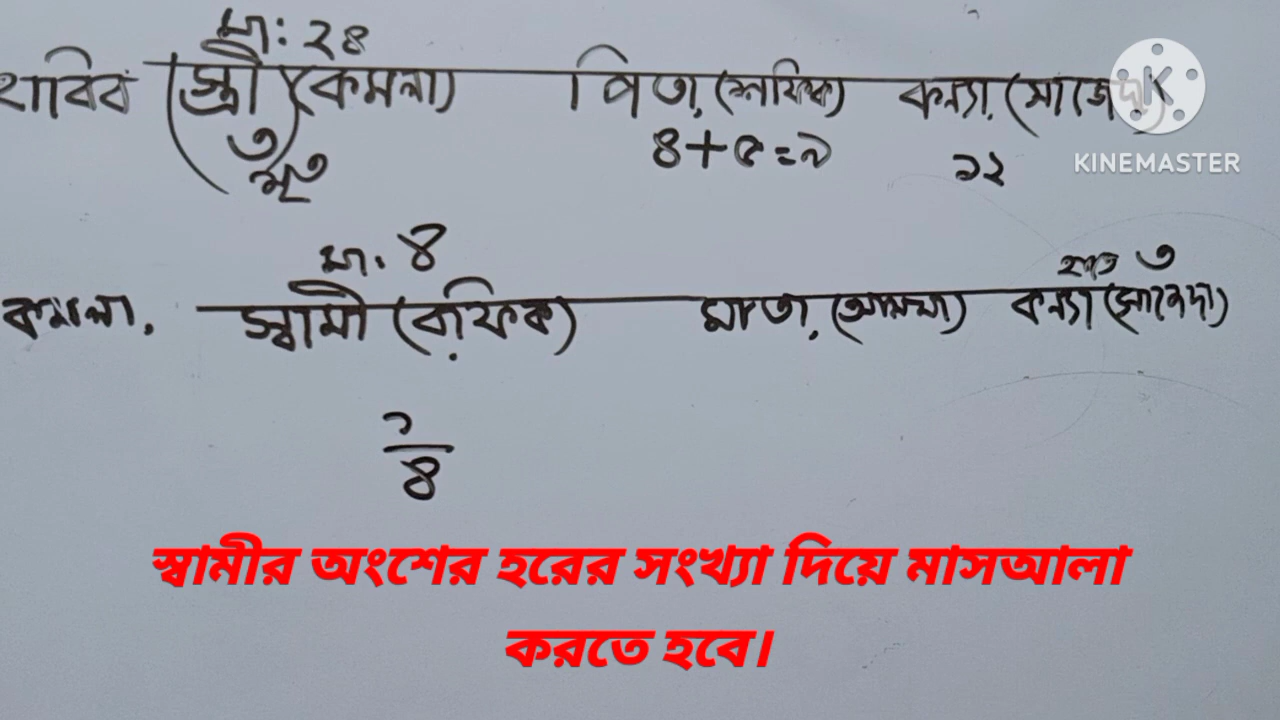 মা: ২৪
হাবিব (স্ত্রী (কমলা) পিতা, (শফিক) কন্যা, (মাজেদা)
৩ ৪+৫=৯ ১২
মৃত
KINEMASTER
মা. ৪
হাত ৩
কমলা. স্বামী (রফিক) মাতা, (আসমা) কন্যা (সাজেদা)
১
৪
স্বামীর অংশের হরের সংখ্যা দিয়ে মাসআলা
করতে হবে।